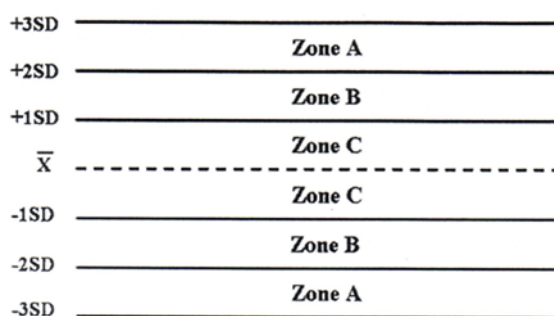 +3SD
Zone A
+2SD
Zone B
+1SD
Zone C
X̅
Zone C
-1SD
Zone B
-2SD
Zone A
-3SD